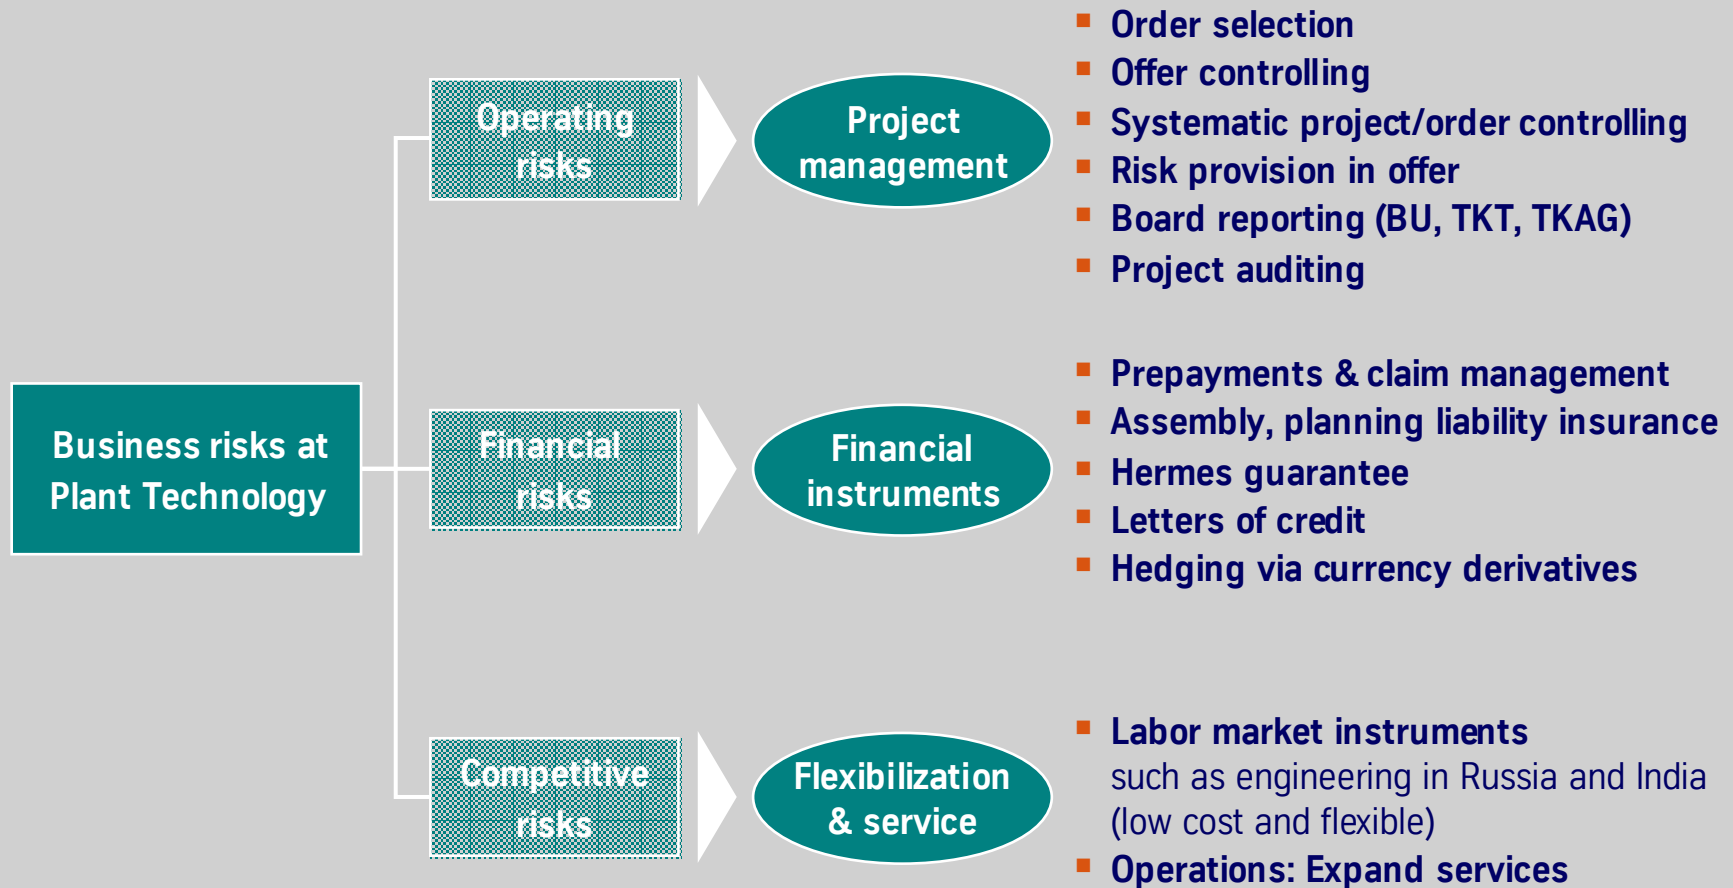 Business risks at
Plant Technology
Operating
risks
Project
management
Order selection
Offer controlling
Systematic project/order controlling
Risk provision in offer
Board reporting (BU, TKT, TKAG)
Project auditing
Financial
risks
Financial
instruments
Prepayments & claim management
Assembly, planning liability insurance
Hermes guarantee
Letters of credit
Hedging via currency derivatives
Competitive
risks
Flexibilization
& service
Labor market instruments
such as engineering in Russia and India
(low cost and flexible)
Operations: Expand services